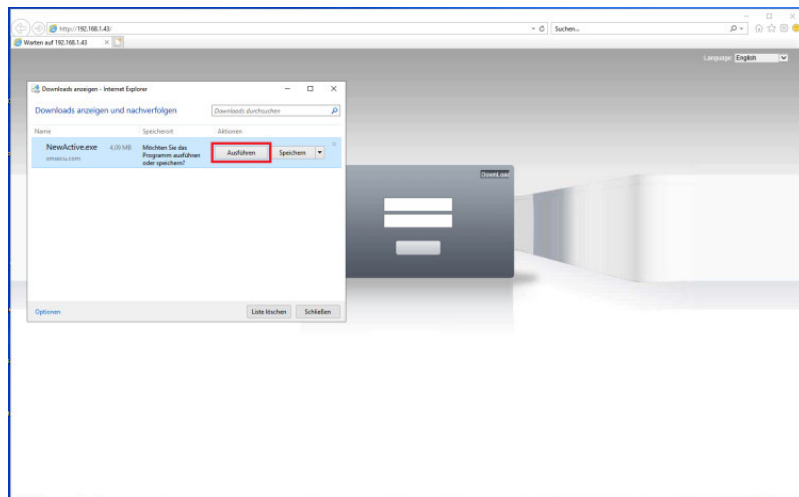 http://192.168.1.43/
Suchen...
Warten auf 192.168.1.43
Language: English
Downloads anzeigen - Internet Explorer
Downloads anzeigen und nachverfolgen
Downloads durchsuchen
Name Speicherort Aktionen
NewActive.exe 4,09 MB Möchten Sie das Programm ausführen oder speichern? Ausführen Speichern
DownLoad
Optionen Liste löschen Schließen